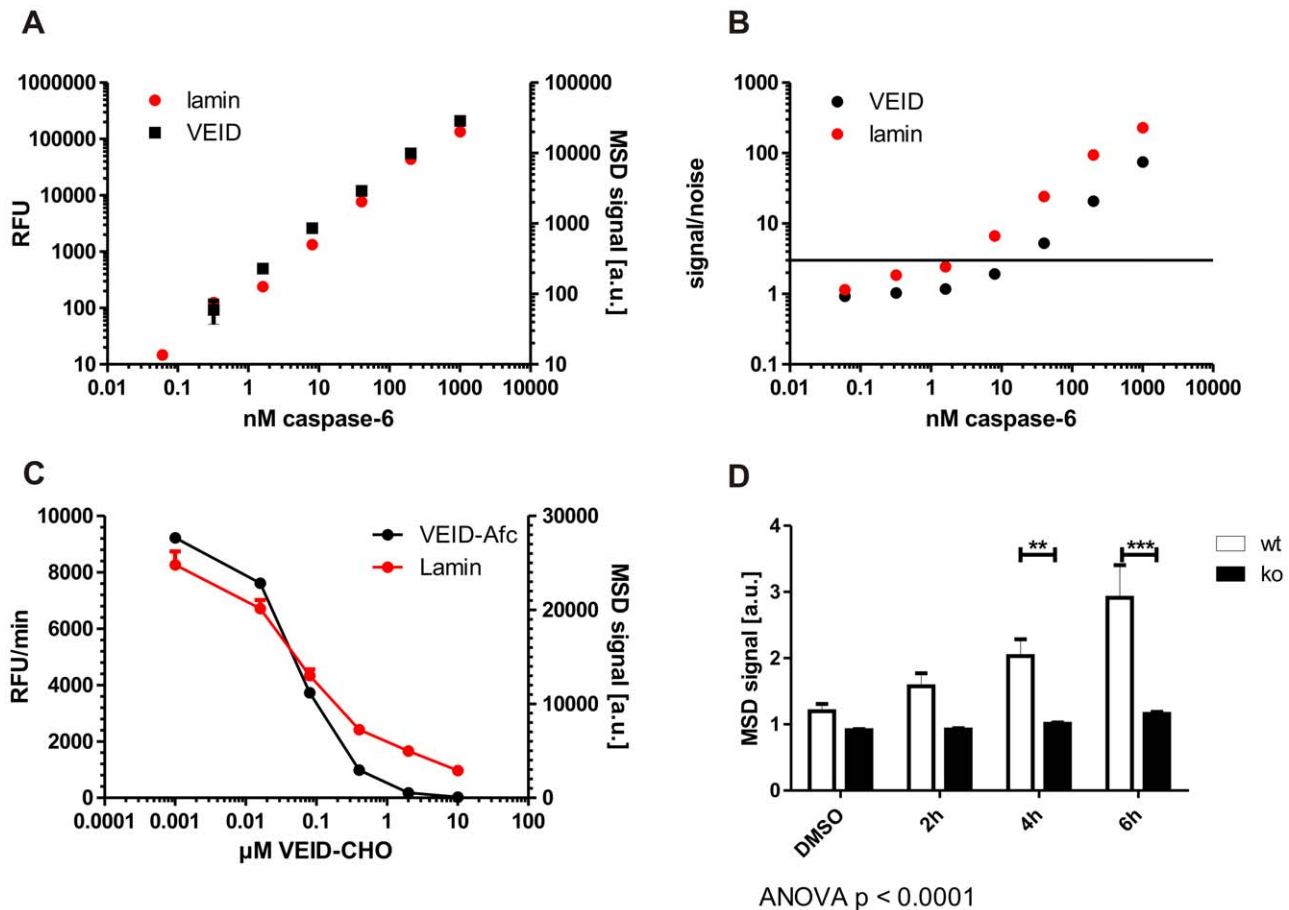 A
1000000
100000
10000
1000
100
10
RFU
lamin
VEID
100000
10000
1000
100
10
MSD signal [a.u.]
0.01 0.1 1 10 100 1000 10000
nM caspase-6
B
1000
100
10
1
0.1
signal/noise
VEID
lamin
0.01 0.1 1 10 100 1000 10000
nM caspase-6
C
10000
8000
6000
4000
2000
0
RFU/min
VEID-Afc
Lamin
30000
20000
10000
0
MSD signal [a.u.]
0.0001 0.001 0.01 0.1 1 10 100
µM VEID-CHO
D
4
3
2
1
0
MSD signal [a.u.]
** ***
wt
ko
DMSO 2h 4h 6h
ANOVA p < 0.0001